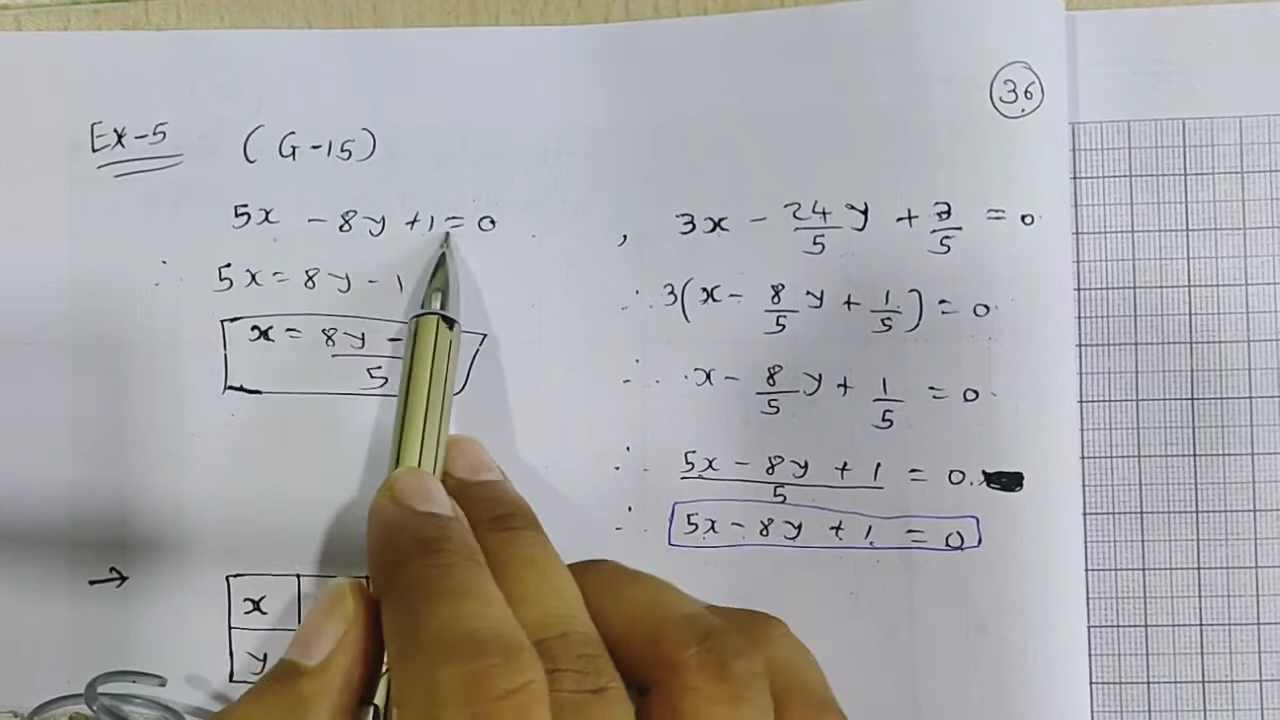 36
Ex-5 (G-15)
5x - 8y + 1 = 0 , 3x - 24/5 y + 3/5 = 0
∴ 5x = 8y - 1
x = 8y - / 5
∴ 3(x - 8/5 y + 1/5) = 0
∴ x - 8/5 y + 1/5 = 0
∴ 5x - 8y + 1 / 5 = 0
∴ 5x - 8y + 1 = 0
→ x
y